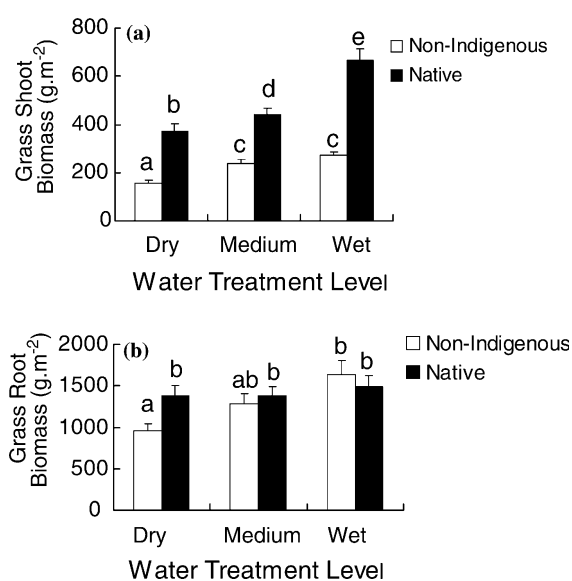 (a)
Grass Shoot
Biomass (g.m-2)
800
600
400
200
0
a
b
c
d
c
e
Non-Indigenous
Native
Dry Medium Wet
Water Treatment Level
(b)
Grass Root
Biomass (g.m-2)
2000
1500
1000
500
0
a
b
ab
b
b
b
Non-Indigenous
Native
Dry Medium Wet
Water Treatment Level